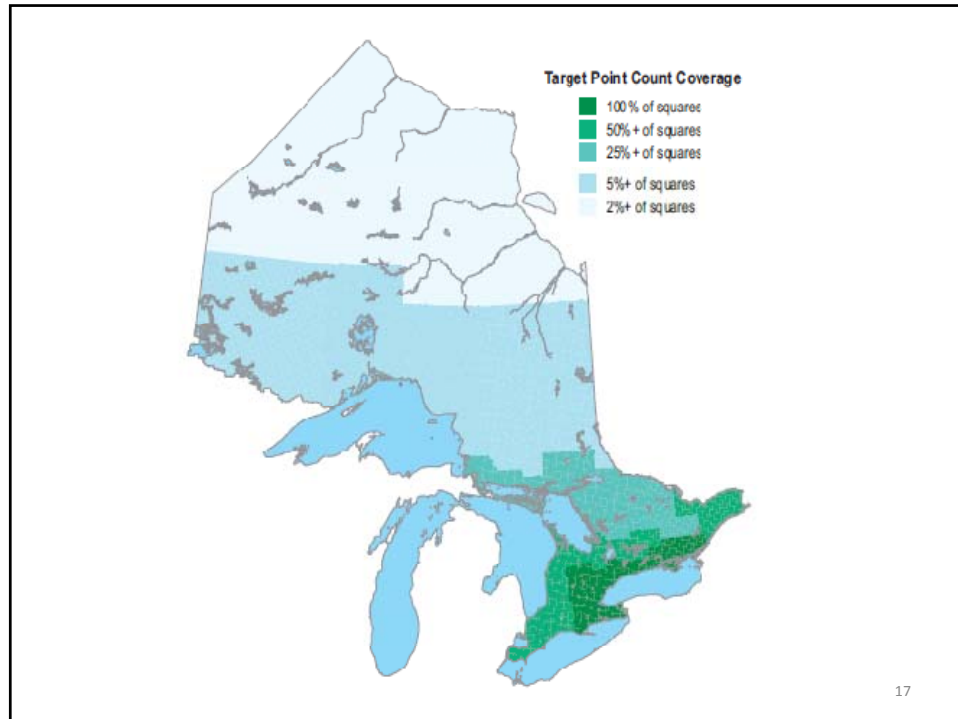 Target Point Count Coverage
100% of squares
50%+ of squares
25%+ of squares
5%+ of squares
2%+ of squares
17